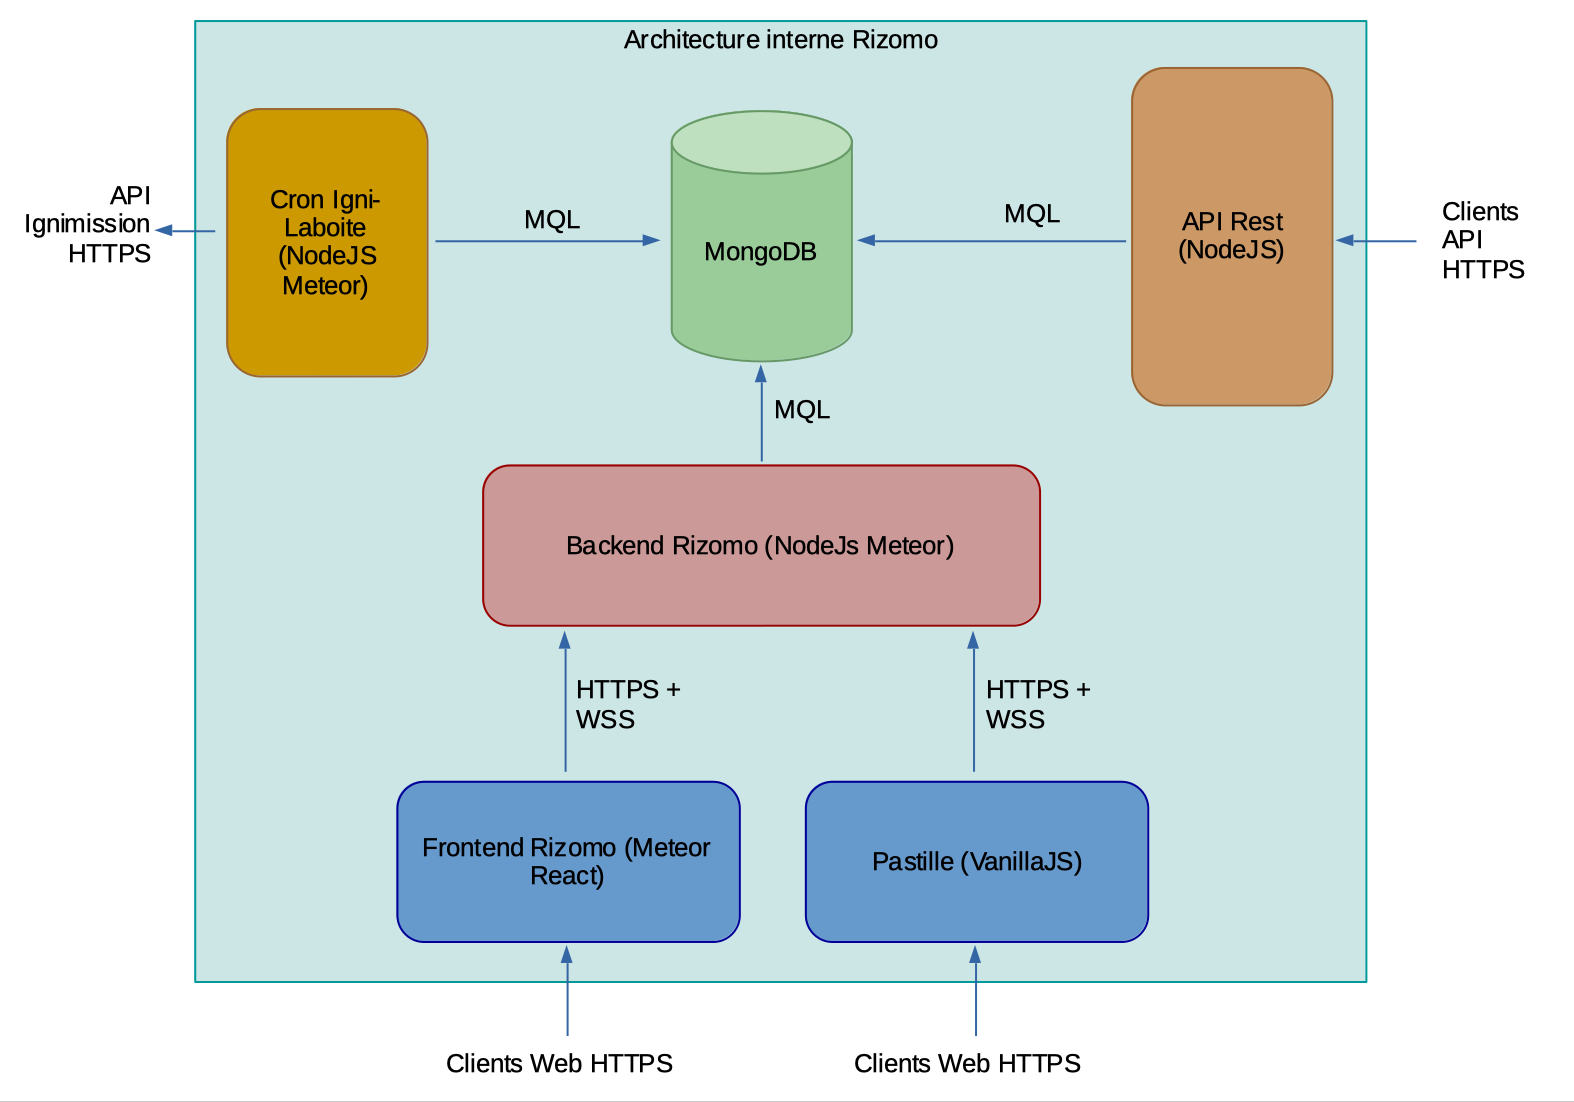 Architecture interne Rizomo
API
Ignimission
HTTPS
Cron Igni-
Laboite
(NodeJS
Meteor)
MQL
MongoDB
MQL
API Rest
(NodeJS)
Clients
API
HTTPS
MQL
Backend Rizomo (NodeJs Meteor)
HTTPS +
WSS
HTTPS +
WSS
Frontend Rizomo (Meteor
React)
Pastille (VanillaJS)
Clients Web HTTPS
Clients Web HTTPS